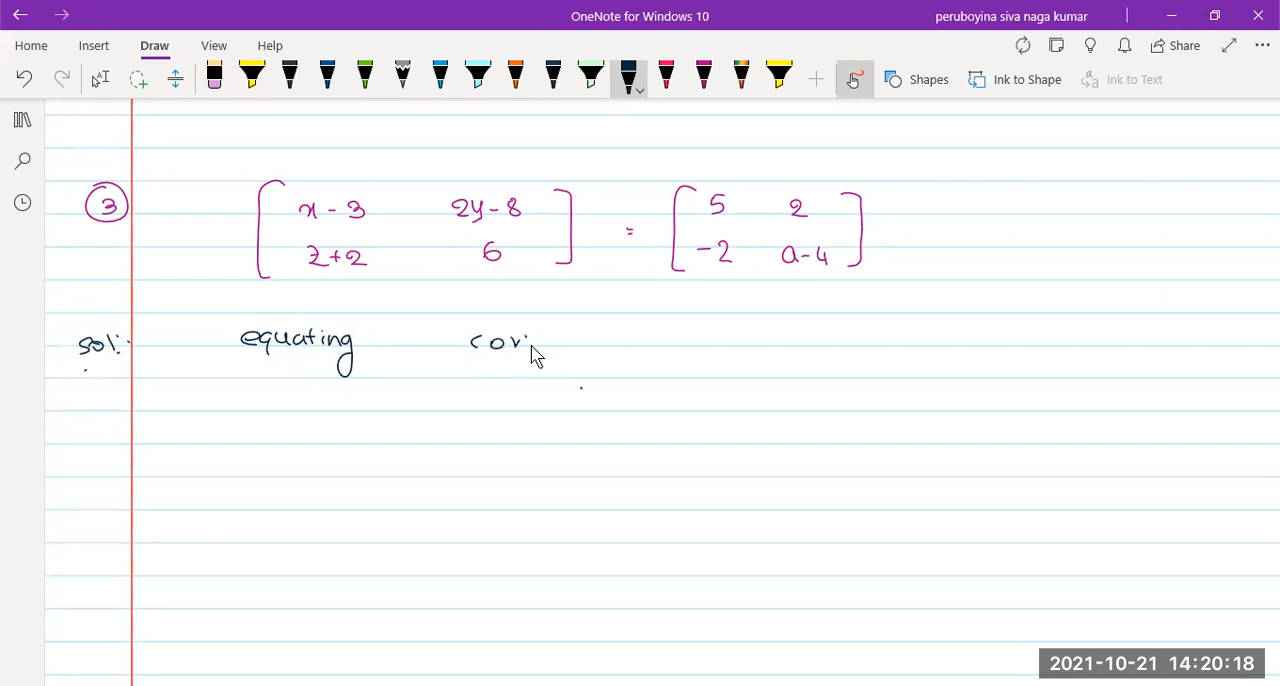 OneNote for Windows 10 peruboyina siva naga kumar
Home Insert Draw View Help Share
Shapes Ink to Shape Ink to Text
3 [ x - 3 2y - 8 ] = [ 5 2 ]
[ z + 2 6 ] [ -2 a - 4 ]
sol: equating cor
2021-10-21 14:20:18